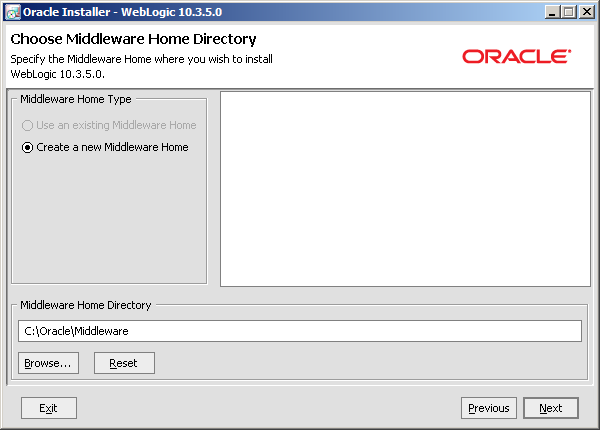 Oracle Installer - WebLogic 10.3.5.0
Choose Middleware Home Directory
Specify the Middleware Home where you wish to install
WebLogic 10.3.5.0.
ORACLE
Middleware Home Type
Use an existing Middleware Home
Create a new Middleware Home
Middleware Home Directory
C:\Oracle\Middleware
Browse...
Reset
Exit
Previous
Next